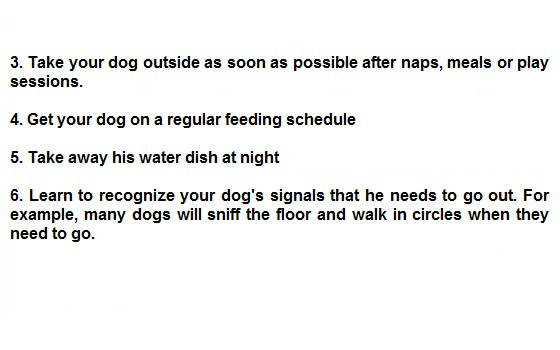 3. Take your dog outside as soon as possible after naps, meals or play
sessions.
4. Get your dog on a regular feeding schedule
5. Take away his water dish at night
6. Learn to recognize your dog's signals that he needs to go out. For
example, many dogs will sniff the floor and walk in circles when they
need to go.